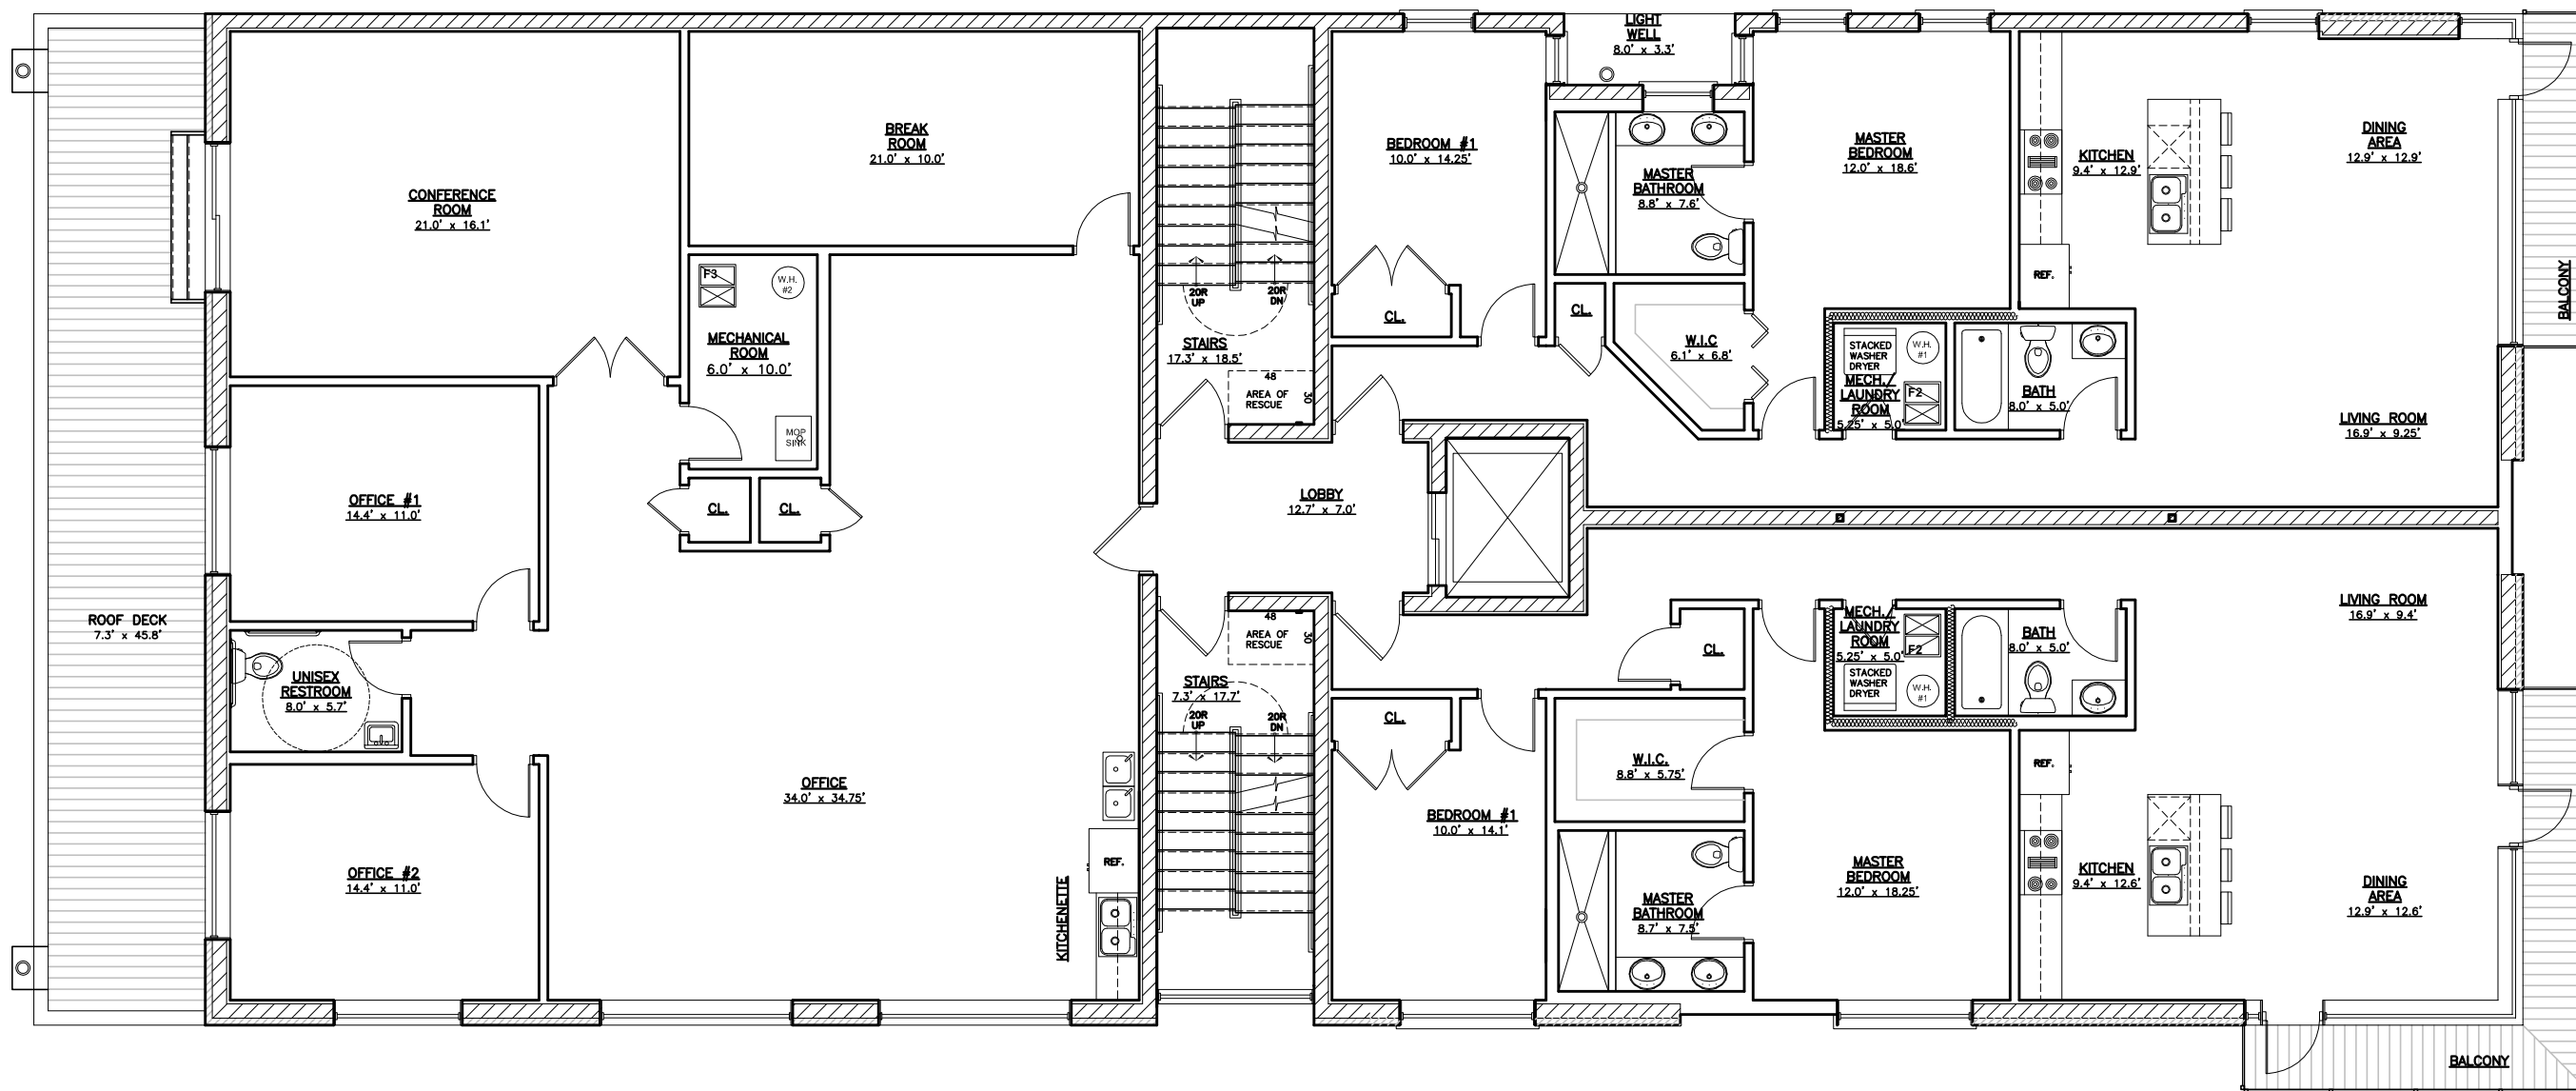 LIGHT
WELL
8.0' x 3.3'
BREAK
ROOM
21.0' x 10.0'
CONFERENCE
ROOM
21.0' x 16.1'
BEDROOM #1
10.0' x 14.25'
MASTER
BATHROOM
8.8' x 7.6'
MASTER
BEDROOM
12.0' x 18.6'
KITCHEN
9.4' x 12.9'
DINING
AREA
12.9' x 12.9'
REF.
BALCONY
F3
W.H.
#2
MECHANICAL
ROOM
6.0' x 10.0'
MOP
SINK
20R
UP
20R
DN
STAIRS
17.3' x 18.5'
48
AREA OF
RESCUE
30
CL.
CL.
W.I.C
6.1' x 6.8'
STACKED
WASHER
DRYER
W.H.
#1
MECH./
LAUNDRY
ROOM
5.25' x 5.0'
F2
BATH
8.0' x 5.0'
LIVING ROOM
16.9' x 9.25'
OFFICE #1
14.4' x 11.0'
CL.
CL.
LOBBY
12.7' x 7.0'
ROOF DECK
7.3' x 45.8'
UNISEX
RESTROOM
8.0' x 5.7'
48
AREA OF
RESCUE
30
STAIRS
7.3' x 17.7'
20R
UP
20R
DN
CL.
CL.
MECH./
LAUNDRY
ROOM
5.25' x 5.0'
F2
STACKED
WASHER
DRYER
W.H.
#1
BATH
8.0' x 5.0'
LIVING ROOM
16.9' x 9.4'
W.I.C.
8.8' x 5.75'
REF.
OFFICE
34.0' x 34.75'
BEDROOM #1
10.0' x 14.1'
OFFICE #2
14.4' x 11.0'
REF.
KITCHENETTE
MASTER
BATHROOM
8.7' x 7.5'
MASTER
BEDROOM
12.0' x 18.25'
KITCHEN
9.4' x 12.6'
DINING
AREA
12.9' x 12.6'
BALCONY